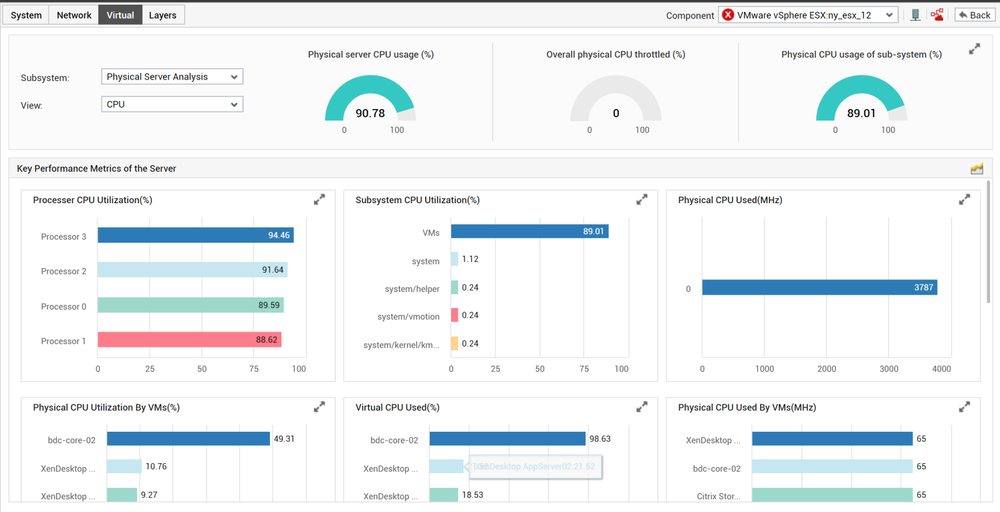 System Network Virtual Layers Component VMware vSphere ESX:ny_esx_12 Back
Physical server CPU usage (%) Overall physical CPU throttled (%) Physical CPU usage of sub-system (%)
Subsystem: Physical Server Analysis
View: CPU
90.78 0 89.01
0 100 0 100 0 100
Key Performance Metrics of the Server
Processer CPU Utilization(%)
Processor 3 94.46
Processor 2 91.64
Processor 0 89.59
Processor 1 88.62
0 25 50 75 100
Subsystem CPU Utilization(%)
VMs 89.01
system 1.12
system/helper 0.24
system/vmotion 0.24
system/kernel/km... 0.24
0 25 50 75 100
Physical CPU Used(MHz)
0 3787
0 1000 2000 3000 4000
Physical CPU Utilization By VMs(%)
bdc-core-02 49.31
XenDesktop ... 10.76
XenDesktop ... 9.27
Virtual CPU Used(%)
bdc-core-02 98.63
XenDesktop ... 21.52 XenDesktop AppServer02:21.52
XenDesktop ... 18.53
Physical CPU Used By VMs(MHz)
XenDesktop ... 65
bdc-core-02 65
Citrix Stor... 65